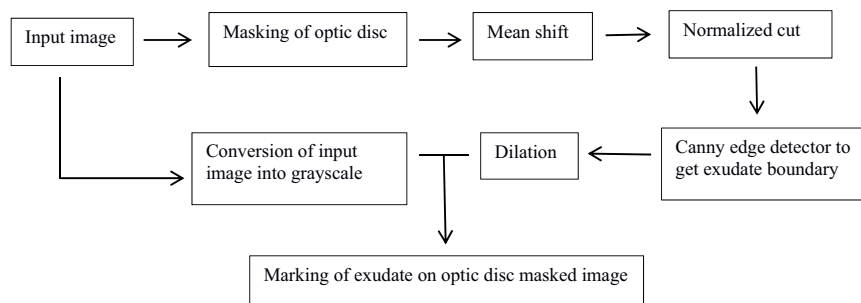 Input image
Masking of optic disc
Mean shift
Normalized cut
Conversion of input
image into grayscale
Dilation
Canny edge detector to
get exudate boundary
Marking of exudate on optic disc masked image